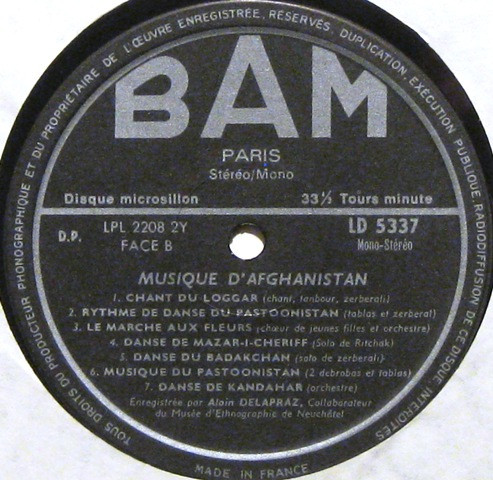 TOUS DROITS DU PRODUCTEUR PHONOGRAPHIQUE ET DU PROPRIÉTAIRE DE L'ŒUVRE ENREGISTRÉE, RÉSERVÉS, DUPLICATION, EXÉCUTION PUBLIQUE, RADIODIFFUSION DE CE DISQUE INTERDITES
BAM
PARIS
Stéréo/Mono
Disque microsillon 33⅓ Tours minute
D.P. LPL 2208 2Y LD 5337
FACE B Mono-Stéréo
MUSIQUE D'AFGHANISTAN
1. CHANT DU LOGGAR (chant, tanbour, zerberali)
2. RYTHME DE DANSE DU PASTOONISTAN (tablas et zerberal)
3. LE MARCHE AUX FLEURS (chœur de jeunes filles et orchestre)
4. DANSE DE MAZAR-I-CHERIFF (Solo de Ritchak)
5. DANSE DU BADAKCHAN (solo de zerberali)
6. MUSIQUE DU PASTOONISTAN (2 debrobas et tablas)
7. DANSE DE KANDAHAR (orchestre)
Enregistrée par Alain DELAPRAZ, Collaborateur
du Musée d'Ethnographie de Neuchâtel
MADE IN FRANCE